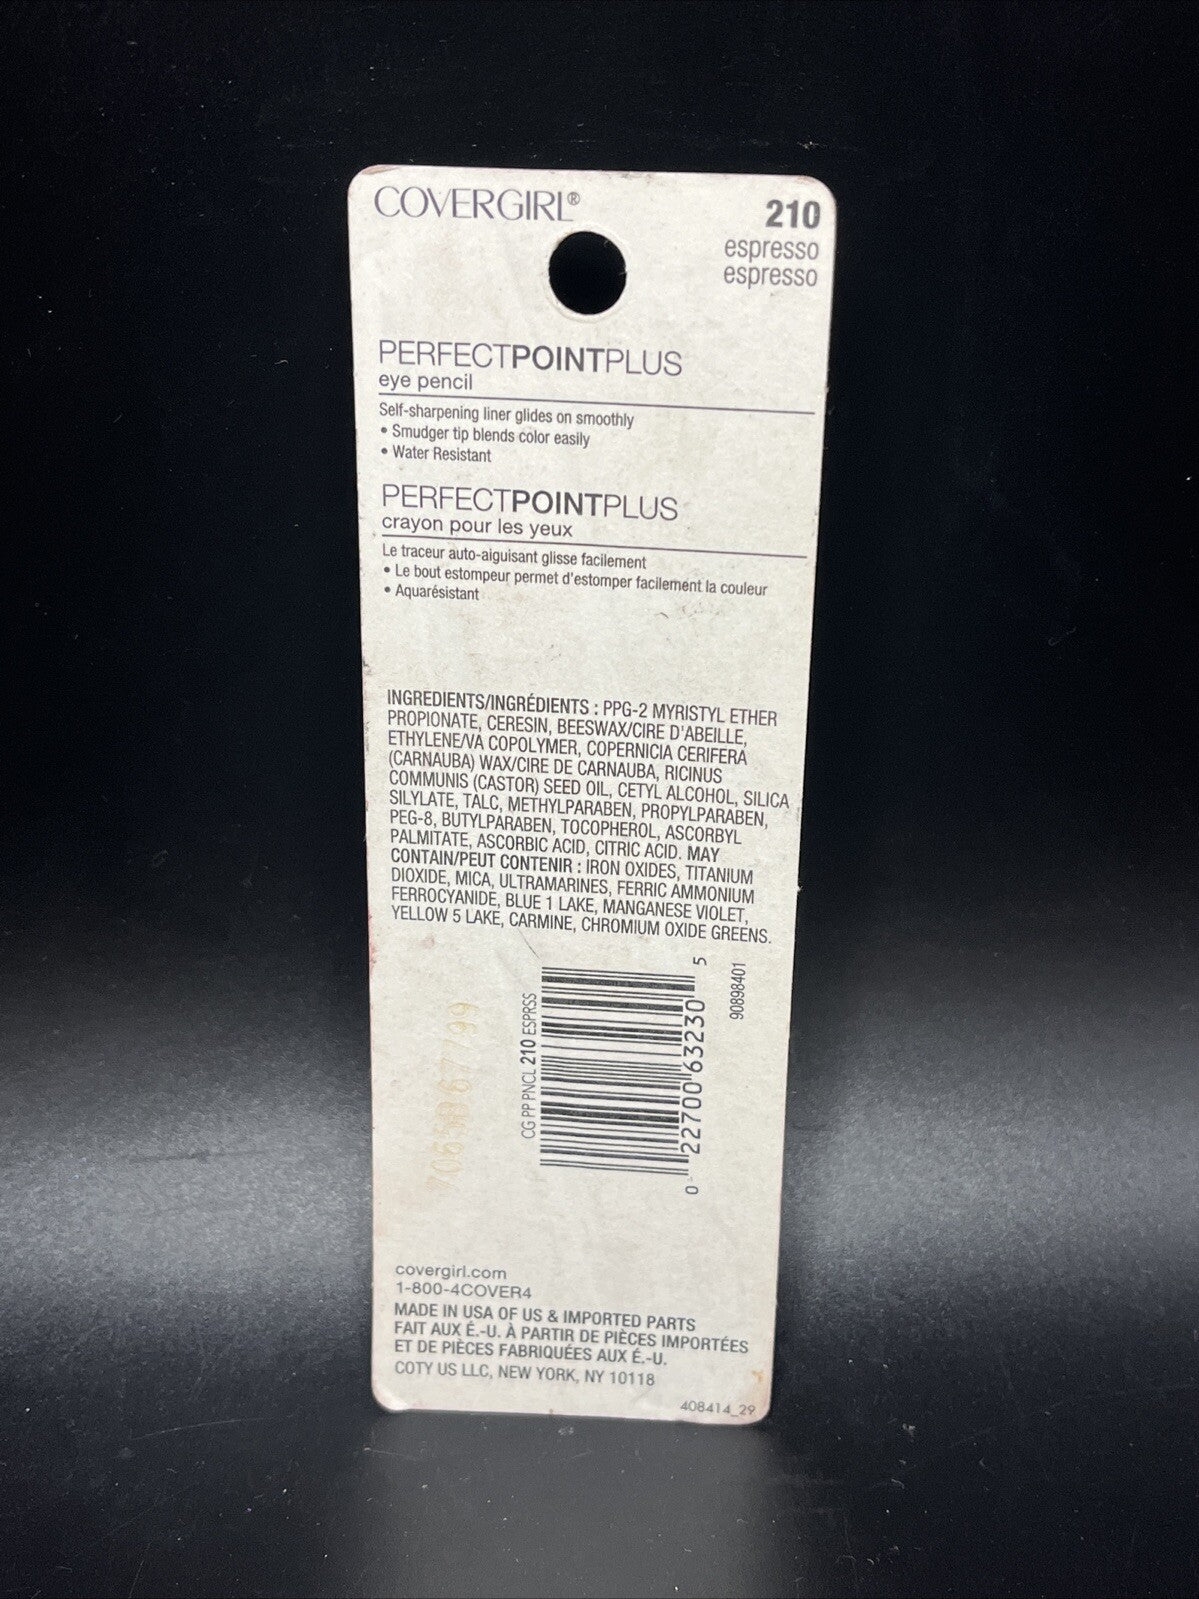 COVERGIRL®
210
espresso
espresso
PERFECTPOINTPLUS
eye pencil
Self-sharpening liner glides on smoothly
• Smudger tip blends color easily
• Water Resistant
PERFECTPOINTPLUS
crayon pour les yeux
Le traceur auto-aiguisant glisse facilement
• Le bout estompeur permet d'estomper facilement la couleur
• Aquarésistant
INGREDIENTS/INGRÉDIENTS : PPG-2 MYRISTYL ETHER
PROPIONATE, CERESIN, BEESWAX/CIRE D'ABEILLE,
ETHYLENE/VA COPOLYMER, COPERNICIA CERIFERA
(CARNAUBA) WAX/CIRE DE CARNAUBA, RICINUS
COMMUNIS (CASTOR) SEED OIL, CETYL ALCOHOL, SILICA
SILYLATE, TALC, METHYLPARABEN, PROPYLPARABEN,
PEG-8, BUTYLPARABEN, TOCOPHEROL, ASCORBYL
PALMITATE, ASCORBIC ACID, CITRIC ACID. MAY
CONTAIN/PEUT CONTENIR : IRON OXIDES, TITANIUM
DIOXIDE, MICA, ULTRAMARINES, FERRIC AMMONIUM
FERROCYANIDE, BLUE 1 LAKE, MANGANESE VIOLET,
YELLOW 5 LAKE, CARMINE, CHROMIUM OXIDE GREENS.
CG PP PNCL 210 ESPRSS
0 22700 63230 5
90898401
covergirl.com
1-800-4COVER4
MADE IN USA OF US & IMPORTED PARTS
FAIT AUX É.-U. À PARTIR DE PIÈCES IMPORTÉES
ET DE PIÈCES FABRIQUÉES AUX É.-U.
COTY US LLC, NEW YORK, NY 10118
408414_29